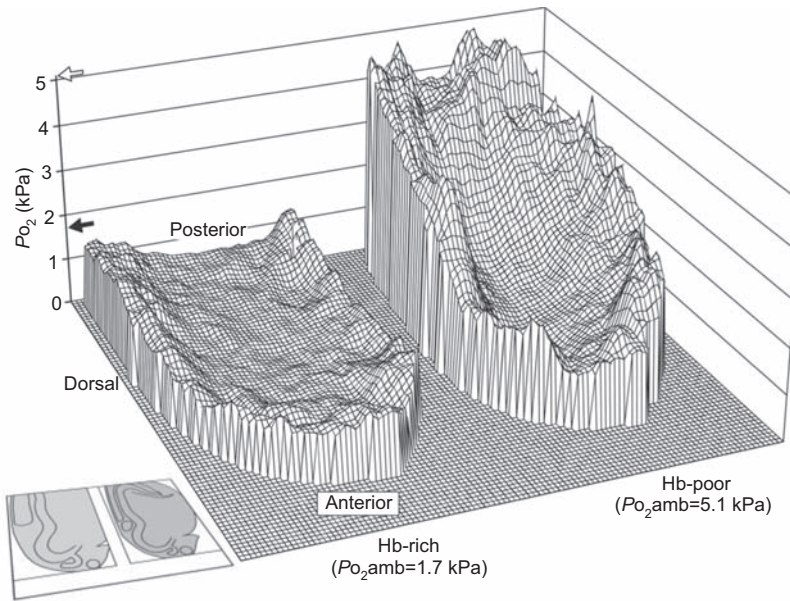 5
4
3
2
1
0
Po₂ (kPa)
Posterior
Dorsal
Anterior
Hb-rich
(Po₂amb=1.7 kPa)
Hb-poor
(Po₂amb=5.1 kPa)